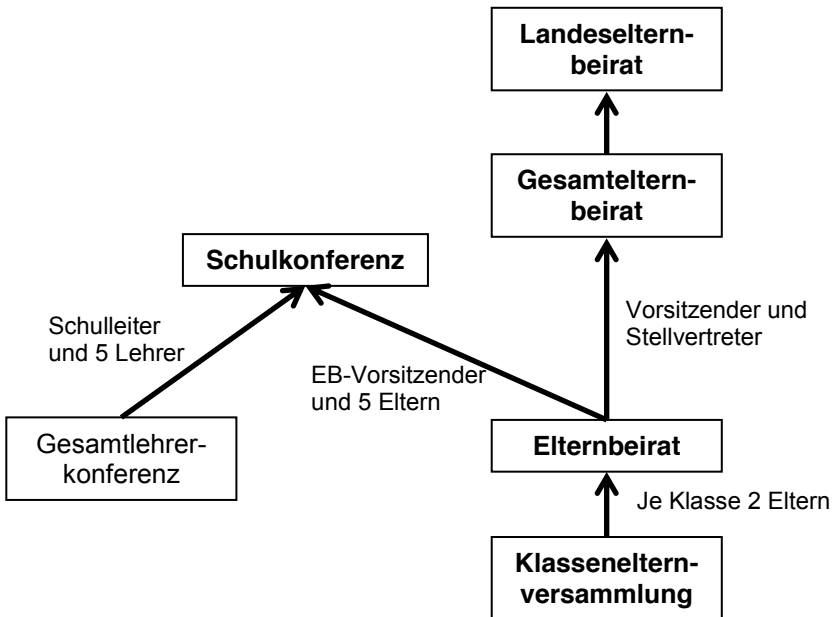 Landeseltern-
beirat
Gesamteltern-
beirat
Schulkonferenz
Schulleiter
und 5 Lehrer
Vorsitzender und
Stellvertreter
EB-Vorsitzender
und 5 Eltern
Gesamtlehrer-
konferenz
Elternbeirat
Je Klasse 2 Eltern
Klasseneltern-
versammlung